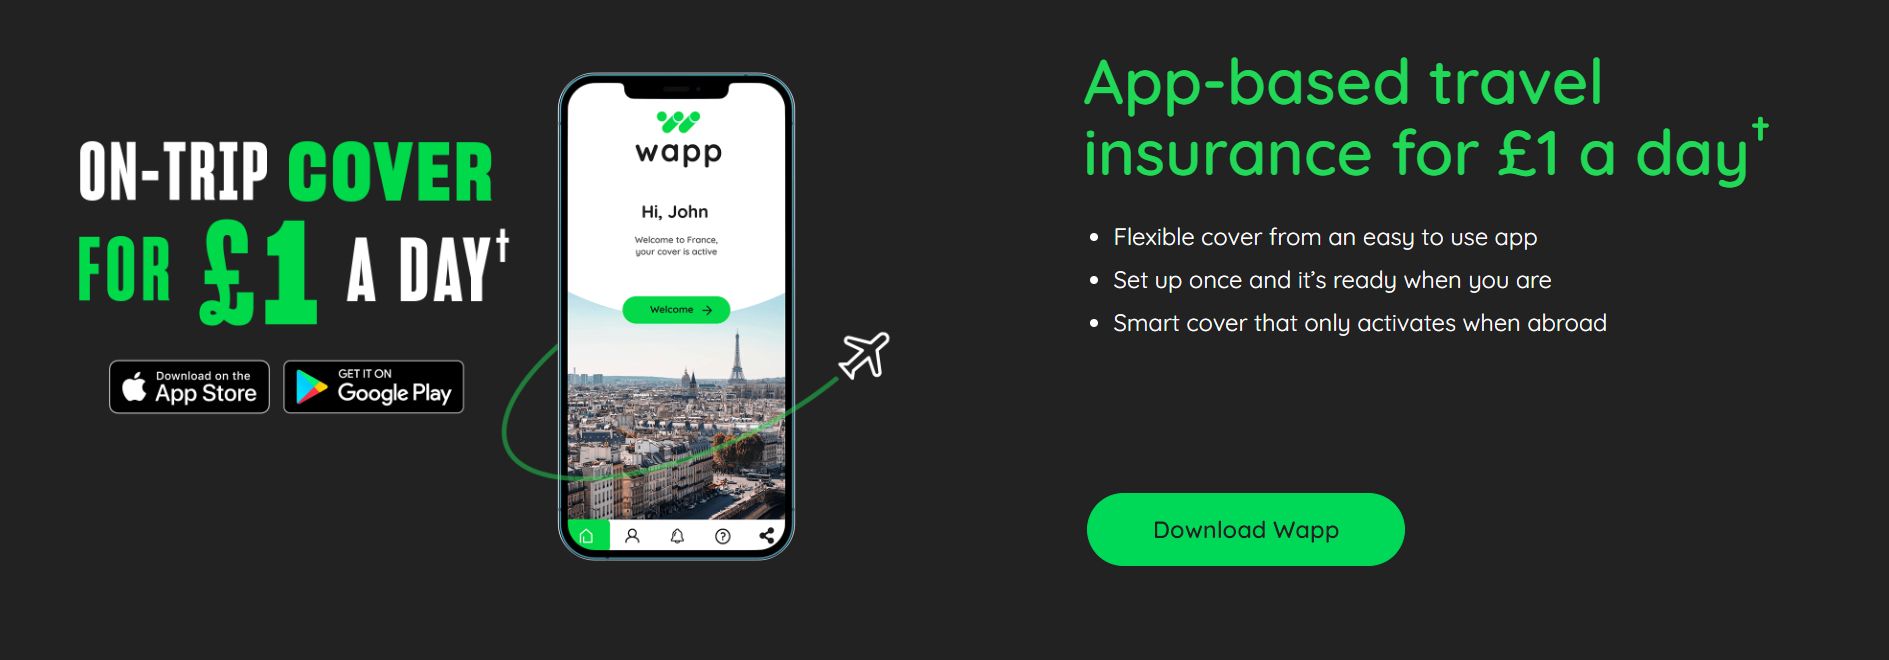 ON-TRIP COVER
FOR £1 A DAY†
Download on the
App Store
GET IT ON
Google Play
wapp
Hi, John
Welcome to France,
your cover is active
Welcome
App-based travel
insurance for £1 a day†
Flexible cover from an easy to use app
Set up once and it’s ready when you are
Smart cover that only activates when abroad
Download Wapp